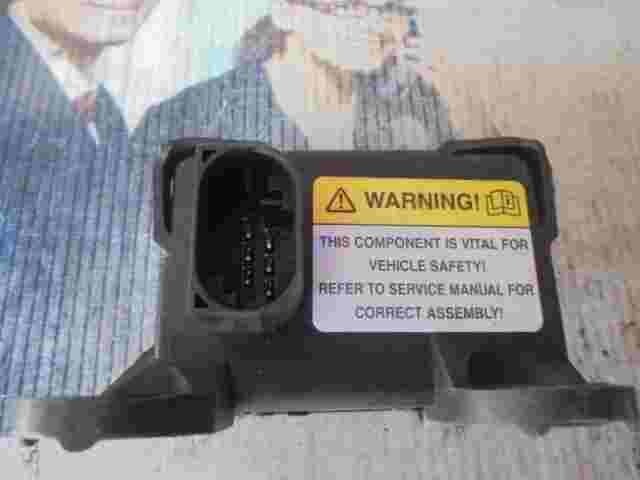 WARNING!
THIS COMPONENT IS VITAL FOR
VEHICLE SAFETY!
REFER TO SERVICE MANUAL FOR
CORRECT ASSEMBLY!